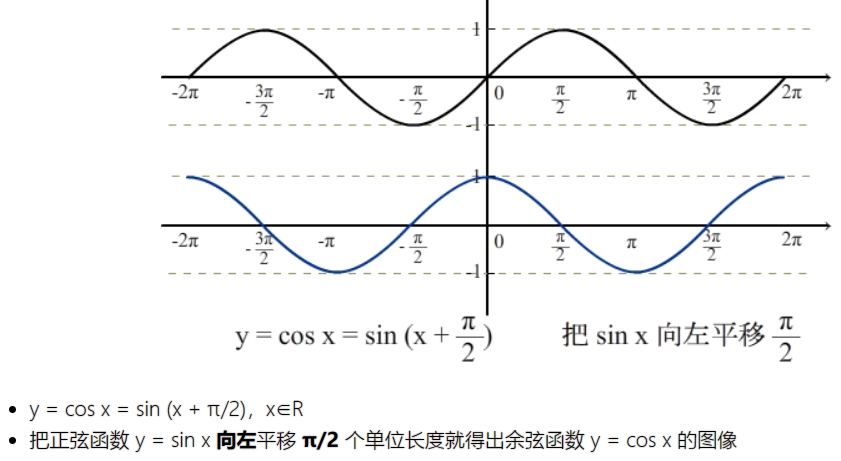 1
-2π -3π/2 -π -π/2 0 π/2 π 3π/2 2π
-1
1
-2π -3π/2 -π -π/2 0 π/2 π 3π/2 2π
-1
y = cos x = sin (x + π/2) 把 sin x 向左平移 π/2
• y = cos x = sin (x + π/2)，x∈R
• 把正弦函数 y = sin x 向左平移 π/2 个单位长度就得出余弦函数 y = cos x 的图像